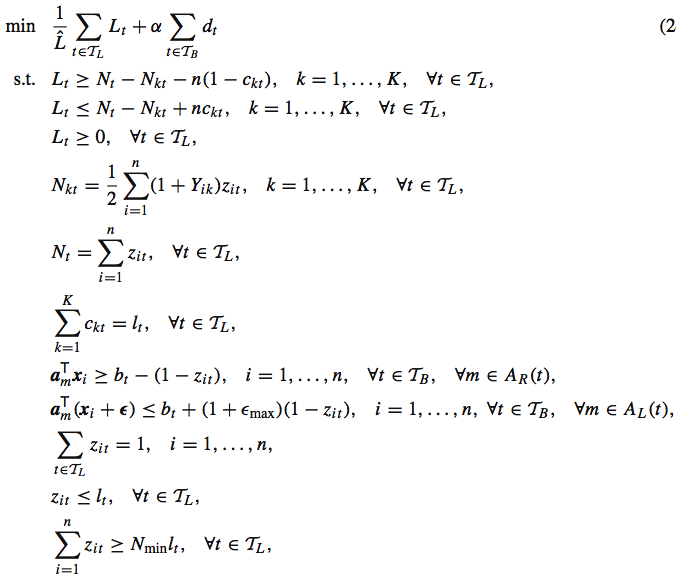 min $\frac{1}{\hat{L}} \sum_{t \in \mathcal{T}_L} L_t + \alpha \sum_{t \in \mathcal{T}_B} d_t$ (2
s.t. $L_t \geq N_t - N_{kt} - n(1 - c_{kt}), \quad k = 1, \ldots, K, \quad \forall t \in \mathcal{T}_L,$
$L_t \leq N_t - N_{kt} + nc_{kt}, \quad k = 1, \ldots, K, \quad \forall t \in \mathcal{T}_L,$
$L_t \geq 0, \quad \forall t \in \mathcal{T}_L,$
$N_{kt} = \frac{1}{2} \sum_{i=1}^{n} (1 + Y_{ik}) z_{it}, \quad k = 1, \ldots, K, \quad \forall t \in \mathcal{T}_L,$
$N_t = \sum_{i=1}^{n} z_{it}, \quad \forall t \in \mathcal{T}_L,$
$\sum_{k=1}^{K} c_{kt} = l_t, \quad \forall t \in \mathcal{T}_L,$
$\boldsymbol{a}_m^\mathsf{T} \boldsymbol{x}_i \geq b_t - (1 - z_{it}), \quad i = 1, \ldots, n, \quad \forall t \in \mathcal{T}_B, \quad \forall m \in A_R(t),$
$\boldsymbol{a}_m^\mathsf{T} (\boldsymbol{x}_i + \boldsymbol{\epsilon}) \leq b_t + (1 + \epsilon_{\max})(1 - z_{it}), \quad i = 1, \ldots, n, \ \forall t \in \mathcal{T}_B, \quad \forall m \in A_L(t),$
$\sum_{t \in \mathcal{T}_L} z_{it} = 1, \quad i = 1, \ldots, n,$
$z_{it} \leq l_t, \quad \forall t \in \mathcal{T}_L,$
$\sum_{i=1}^{n} z_{it} \geq N_{\min} l_t, \quad \forall t \in \mathcal{T}_L,$